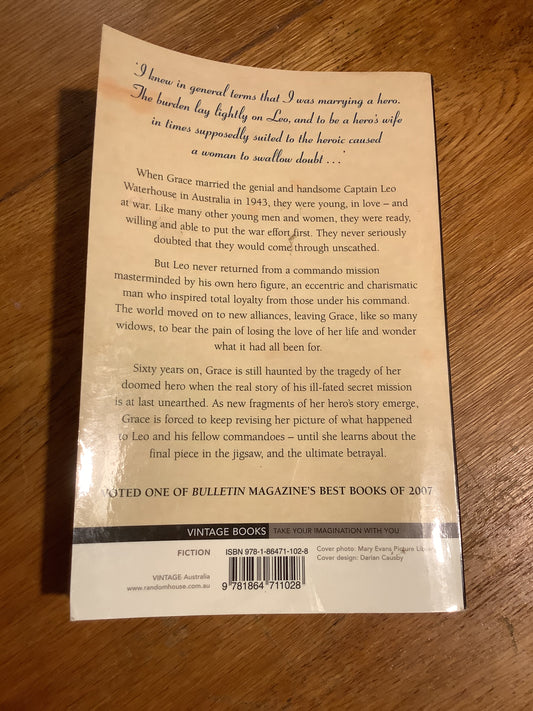 'I knew in general terms that I was marrying a hero.
The burden lay lightly on Leo, and to be a hero's wife
in times supposedly suited to the heroic caused
a woman to swallow doubt . . .'
When Grace married the genial and handsome Captain Leo
Waterhouse in Australia in 1943, they were young, in love – and
at war. Like many other young men and women, they were ready,
willing and able to put the war effort first. They never seriously
doubted that they would come through unscathed.
But Leo never returned from a commando mission
masterminded by his own hero figure, an eccentric and charismatic
man who inspired total loyalty from those under his command.
The world moved on to new alliances, leaving Grace, like so many
widows, to bear the pain of losing the love of her life and wonder
what it had all been for.
Sixty years on, Grace is still haunted by the tragedy of her
doomed hero when the real story of his ill-fated secret mission
is at last unearthed. As new fragments of her hero's story emerge,
Grace is forced to keep revising her picture of what happened
to Leo and his fellow commandoes – until she learns about the
final piece in the jigsaw, and the ultimate betrayal.
VOTED ONE OF BULLETIN MAGAZINE'S BEST BOOKS OF 2007
VINTAGE BOOKS TAKE YOUR IMAGINATION WITH YOU
FICTION ISBN 978-1-86471-102-8 Cover photo: Mary Evans Picture Library
Cover design: Darian Causby
VINTAGE Australia
www.randomhouse.com.au
9 781864 711028